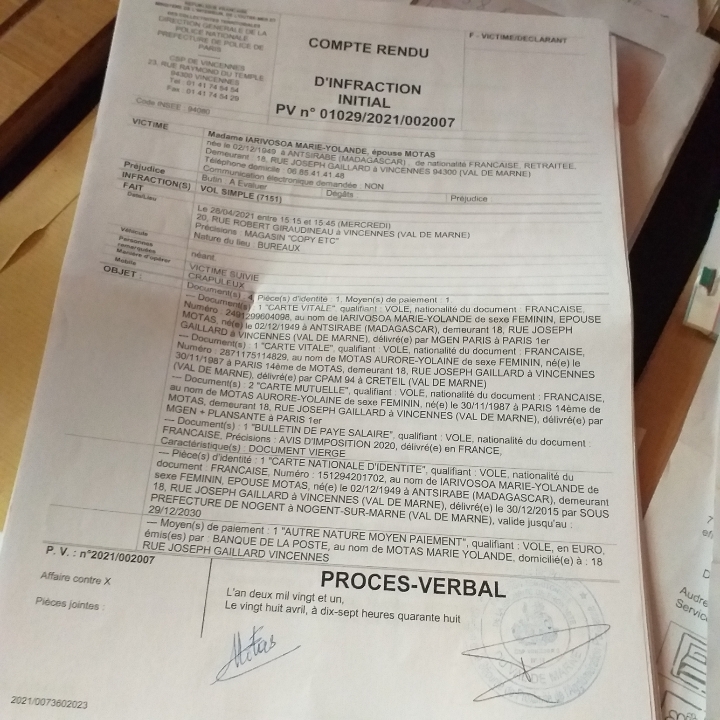 REPUBLIQUE FRANCAISE
MINISTERE DE L'INTERIEUR, DE L'OUTRE-MER ET
DES COLLECTIVITES TERRITORIALES
DIRECTION GENERALE DE LA
POLICE NATIONALE
PREFECTURE DE POLICE DE
PARIS
CSP DE VINCENNES
23, RUE RAYMOND DU TEMPLE
94300 VINCENNES
Tél : 01 41 74 54 54
Fax : 01 41 74 54 29
Code INSEE : 94080
COMPTE RENDU
D'INFRACTION
INITIAL
PV n° 01029/2021/002007
F - VICTIME/DECLARANT
VICTIME
Madame IARIVOSOA MARIE-YOLANDE, épouse MOTAS
née le 02/12/1949 à ANTSIRABE (MADAGASCAR), de nationalité FRANCAISE, RETRAITEE,
Demeurant : 18, RUE JOSEPH GAILLARD à VINCENNES 94300 (VAL DE MARNE)
Téléphone domicile : 06.85.41.41.48
Communication électronique demandée : NON
Préjudice
Butin : A Evaluer
Dégâts
Préjudice
INFRACTION(S)
VOL SIMPLE (7151)
FAIT
Date/Lieu
Le 28/04/2021 entre 15:15 et 15:45 (MERCREDI)
20, RUE ROBERT GIRAUDINEAU à VINCENNES (VAL DE MARNE)
Précisions : MAGASIN "COPY ETC"
Nature du lieu : BUREAUX
Véhicule
Personnes
remarquées
néant.
Manière d'opérer
VICTIME SUIVIE
Mobile
CRAPULEUX
OBJET :
Document(s) : 4, Pièce(s) d'identité : 1, Moyen(s) de paiement : 1.
— Document(s) : 1 "CARTE VITALE", qualifiant : VOLE, nationalité du document : FRANCAISE,
Numéro : 2491299604098, au nom de IARIVOSOA MARIE-YOLANDE de sexe FEMININ, EPOUSE
MOTAS, né(e) le 02/12/1949 à ANTSIRABE (MADAGASCAR), demeurant 18, RUE JOSEPH
GAILLARD à VINCENNES (VAL DE MARNE), délivré(e) par MGEN PARIS à PARIS 1er
— Document(s) : 1 "CARTE VITALE", qualifiant : VOLE, nationalité du document : FRANCAISE,
Numéro : 2871175114829, au nom de MOTAS AURORE-YOLAINE de sexe FEMININ, né(e) le
30/11/1987 à PARIS 14ème de MOTAS, demeurant 18, RUE JOSEPH GAILLARD à VINCENNES
(VAL DE MARNE), délivré(e) par CPAM 94 à CRETEIL (VAL DE MARNE)
— Document(s) : 2 "CARTE MUTUELLE", qualifiant : VOLE, nationalité du document : FRANCAISE,
au nom de MOTAS AURORE-YOLAINE de sexe FEMININ, né(e) le 30/11/1987 à PARIS 14ème de
MOTAS, demeurant 18, RUE JOSEPH GAILLARD à VINCENNES (VAL DE MARNE), délivré(e) par
MGEN + PLANSANTE à PARIS 1er
— Document(s) : 1 "BULLETIN DE PAYE SALAIRE", qualifiant : VOLE, nationalité du document :
FRANCAISE, Précisions : AVIS D'IMPOSITION 2020, délivré(e) en FRANCE,
Caractéristique(s) : DOCUMENT VIERGE
— Pièce(s) d'identité : 1 "CARTE NATIONALE D'IDENTITE", qualifiant : VOLE, nationalité du
document : FRANCAISE, Numéro : 151294201702, au nom de IARIVOSOA MARIE-YOLANDE de
sexe FEMININ, EPOUSE MOTAS, né(e) le 02/12/1949 à ANTSIRABE (MADAGASCAR), demeurant
18, RUE JOSEPH GAILLARD à VINCENNES (VAL DE MARNE), délivré(e) le 30/12/2015 par SOUS
PREFECTURE DE NOGENT à NOGENT-SUR-MARNE (VAL DE MARNE), valide jusqu'au :
29/12/2030
— Moyen(s) de paiement : 1 "AUTRE NATURE MOYEN PAIEMENT", qualifiant : VOLE, en EURO,
émis(es) par : BANQUE DE LA POSTE, au nom de MOTAS MARIE YOLANDE, domicilié(e) à : 18
RUE JOSEPH GAILLARD VINCENNES
P. V. : n°2021/002007
PROCES-VERBAL
Affaire contre X
Pièces jointes :
L'an deux mil vingt et un,
Le vingt huit avril, à dix-sept heures quarante huit
Motas
2021/0073602023
Audre
Servic